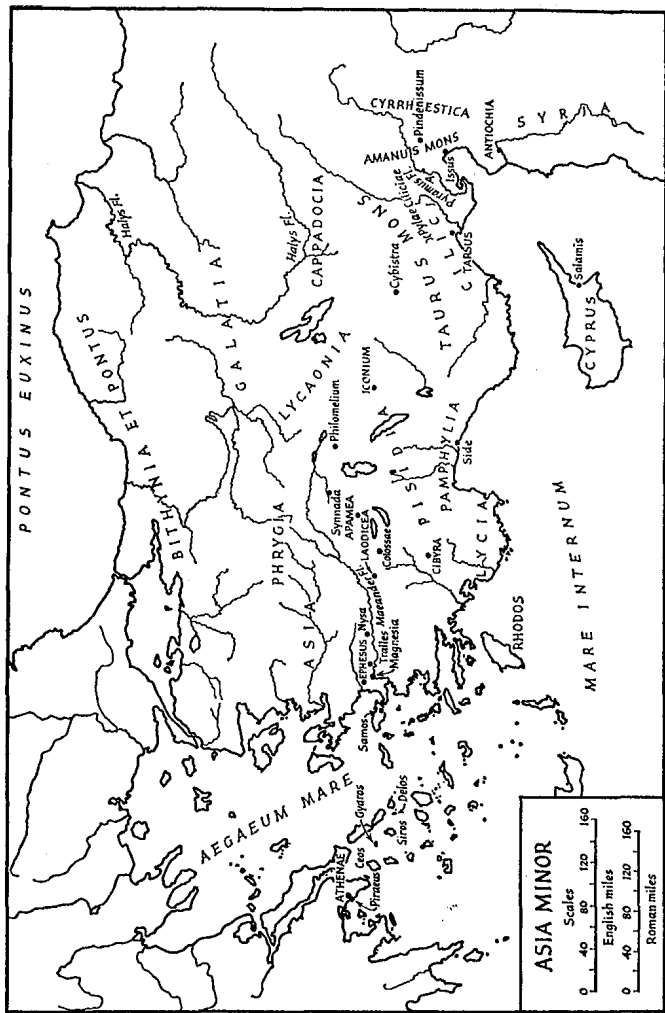 PONTUS EUXINUS
BITHYNIA ET PONTUS
Halys Fl.
GALATIA
Halys Fl.
CAPPADOCIA
PHRYGIA
LYCAONIA
ASIA
AEGAEUM MARE
Philomelium
Synnada
APAMEA
LAODICEA
Colossae
Maeander Fl.
Nysa
EPHESUS
Tralles
Magnesia
Samos
ICONIUM
Cybistra
TAURUS MONS
Pylae Ciliciae
CILICIA
TARSUS
Pyramus Fl.
Issus
AMANUS MONS
Pindenissum
CYRRHESTICA
ANTIOCHIA
SYRIA
PISIDIA
PAMPHYLIA
Side
CIBYRA
LYCIA
RHODOS
CYPRUS
Salamis
MARE INTERNUM
ATHENAE
Piraeus
Ceos
Gyaros
Siros
Delos
ASIA MINOR
Scales
0 40 80 120 160
English miles
0 40 80 120 160
Roman miles